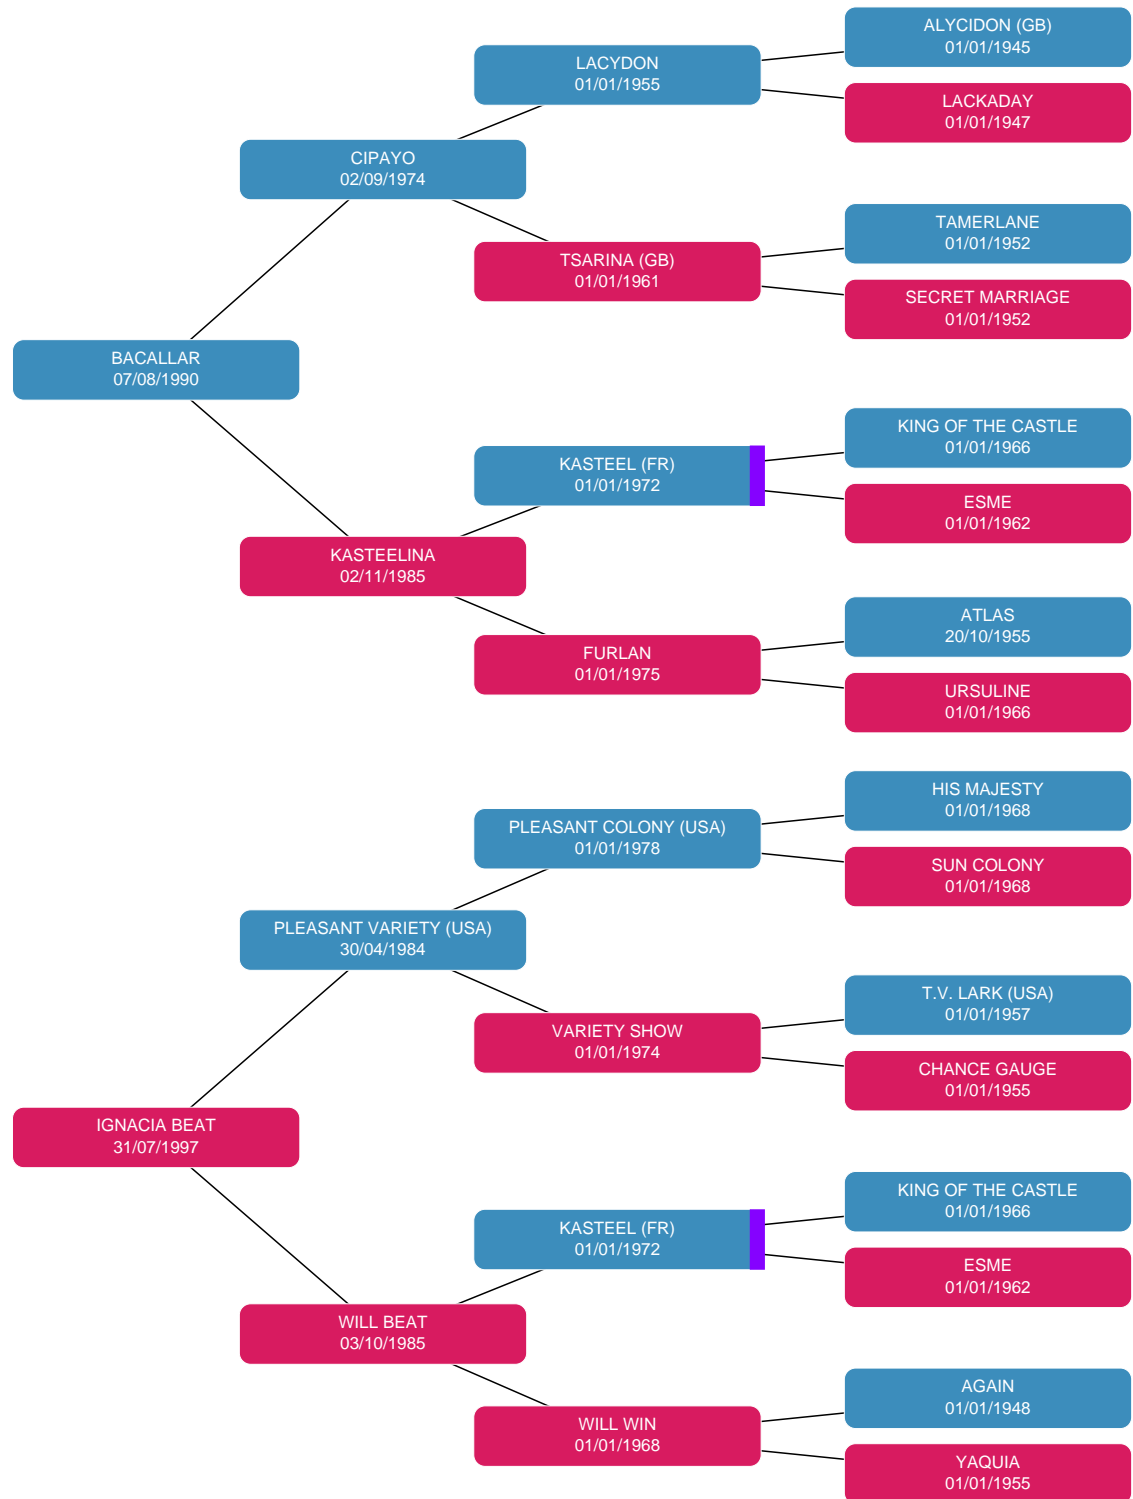 ALYCIDON (GB)
01/01/1945
LACYDON
01/01/1955
LACKADAY
01/01/1947
CIPAYO
02/09/1974
TAMERLANE
01/01/1952
TSARINA (GB)
01/01/1961
SECRET MARRIAGE
01/01/1952
BACALLAR
07/08/1990
KING OF THE CASTLE
01/01/1966
KASTEEL (FR)
01/01/1972
ESME
01/01/1962
KASTEELINA
02/11/1985
ATLAS
20/10/1955
FURLAN
01/01/1975
URSULINE
01/01/1966
HIS MAJESTY
01/01/1968
PLEASANT COLONY (USA)
01/01/1978
SUN COLONY
01/01/1968
PLEASANT VARIETY (USA)
30/04/1984
T.V. LARK (USA)
01/01/1957
VARIETY SHOW
01/01/1974
CHANCE GAUGE
01/01/1955
IGNACIA BEAT
31/07/1997
KING OF THE CASTLE
01/01/1966
KASTEEL (FR)
01/01/1972
ESME
01/01/1962
WILL BEAT
03/10/1985
AGAIN
01/01/1948
WILL WIN
01/01/1968
YAQUIA
01/01/1955